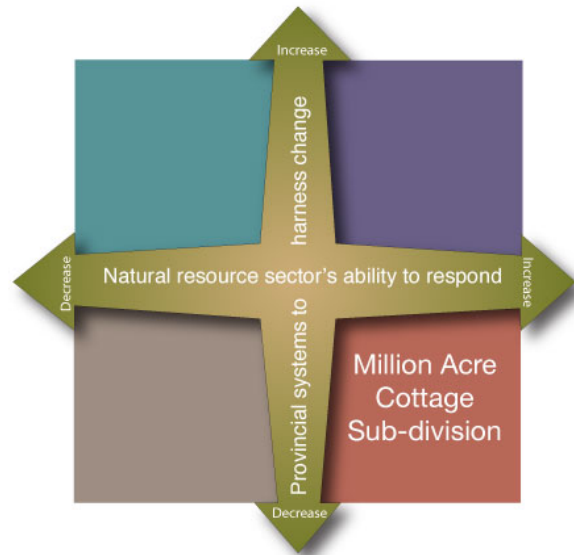 Increase
Provincial systems to harness change
Decrease
Natural resource sector's ability to respond
Increase
Million Acre
Cottage
Sub-division
Decrease